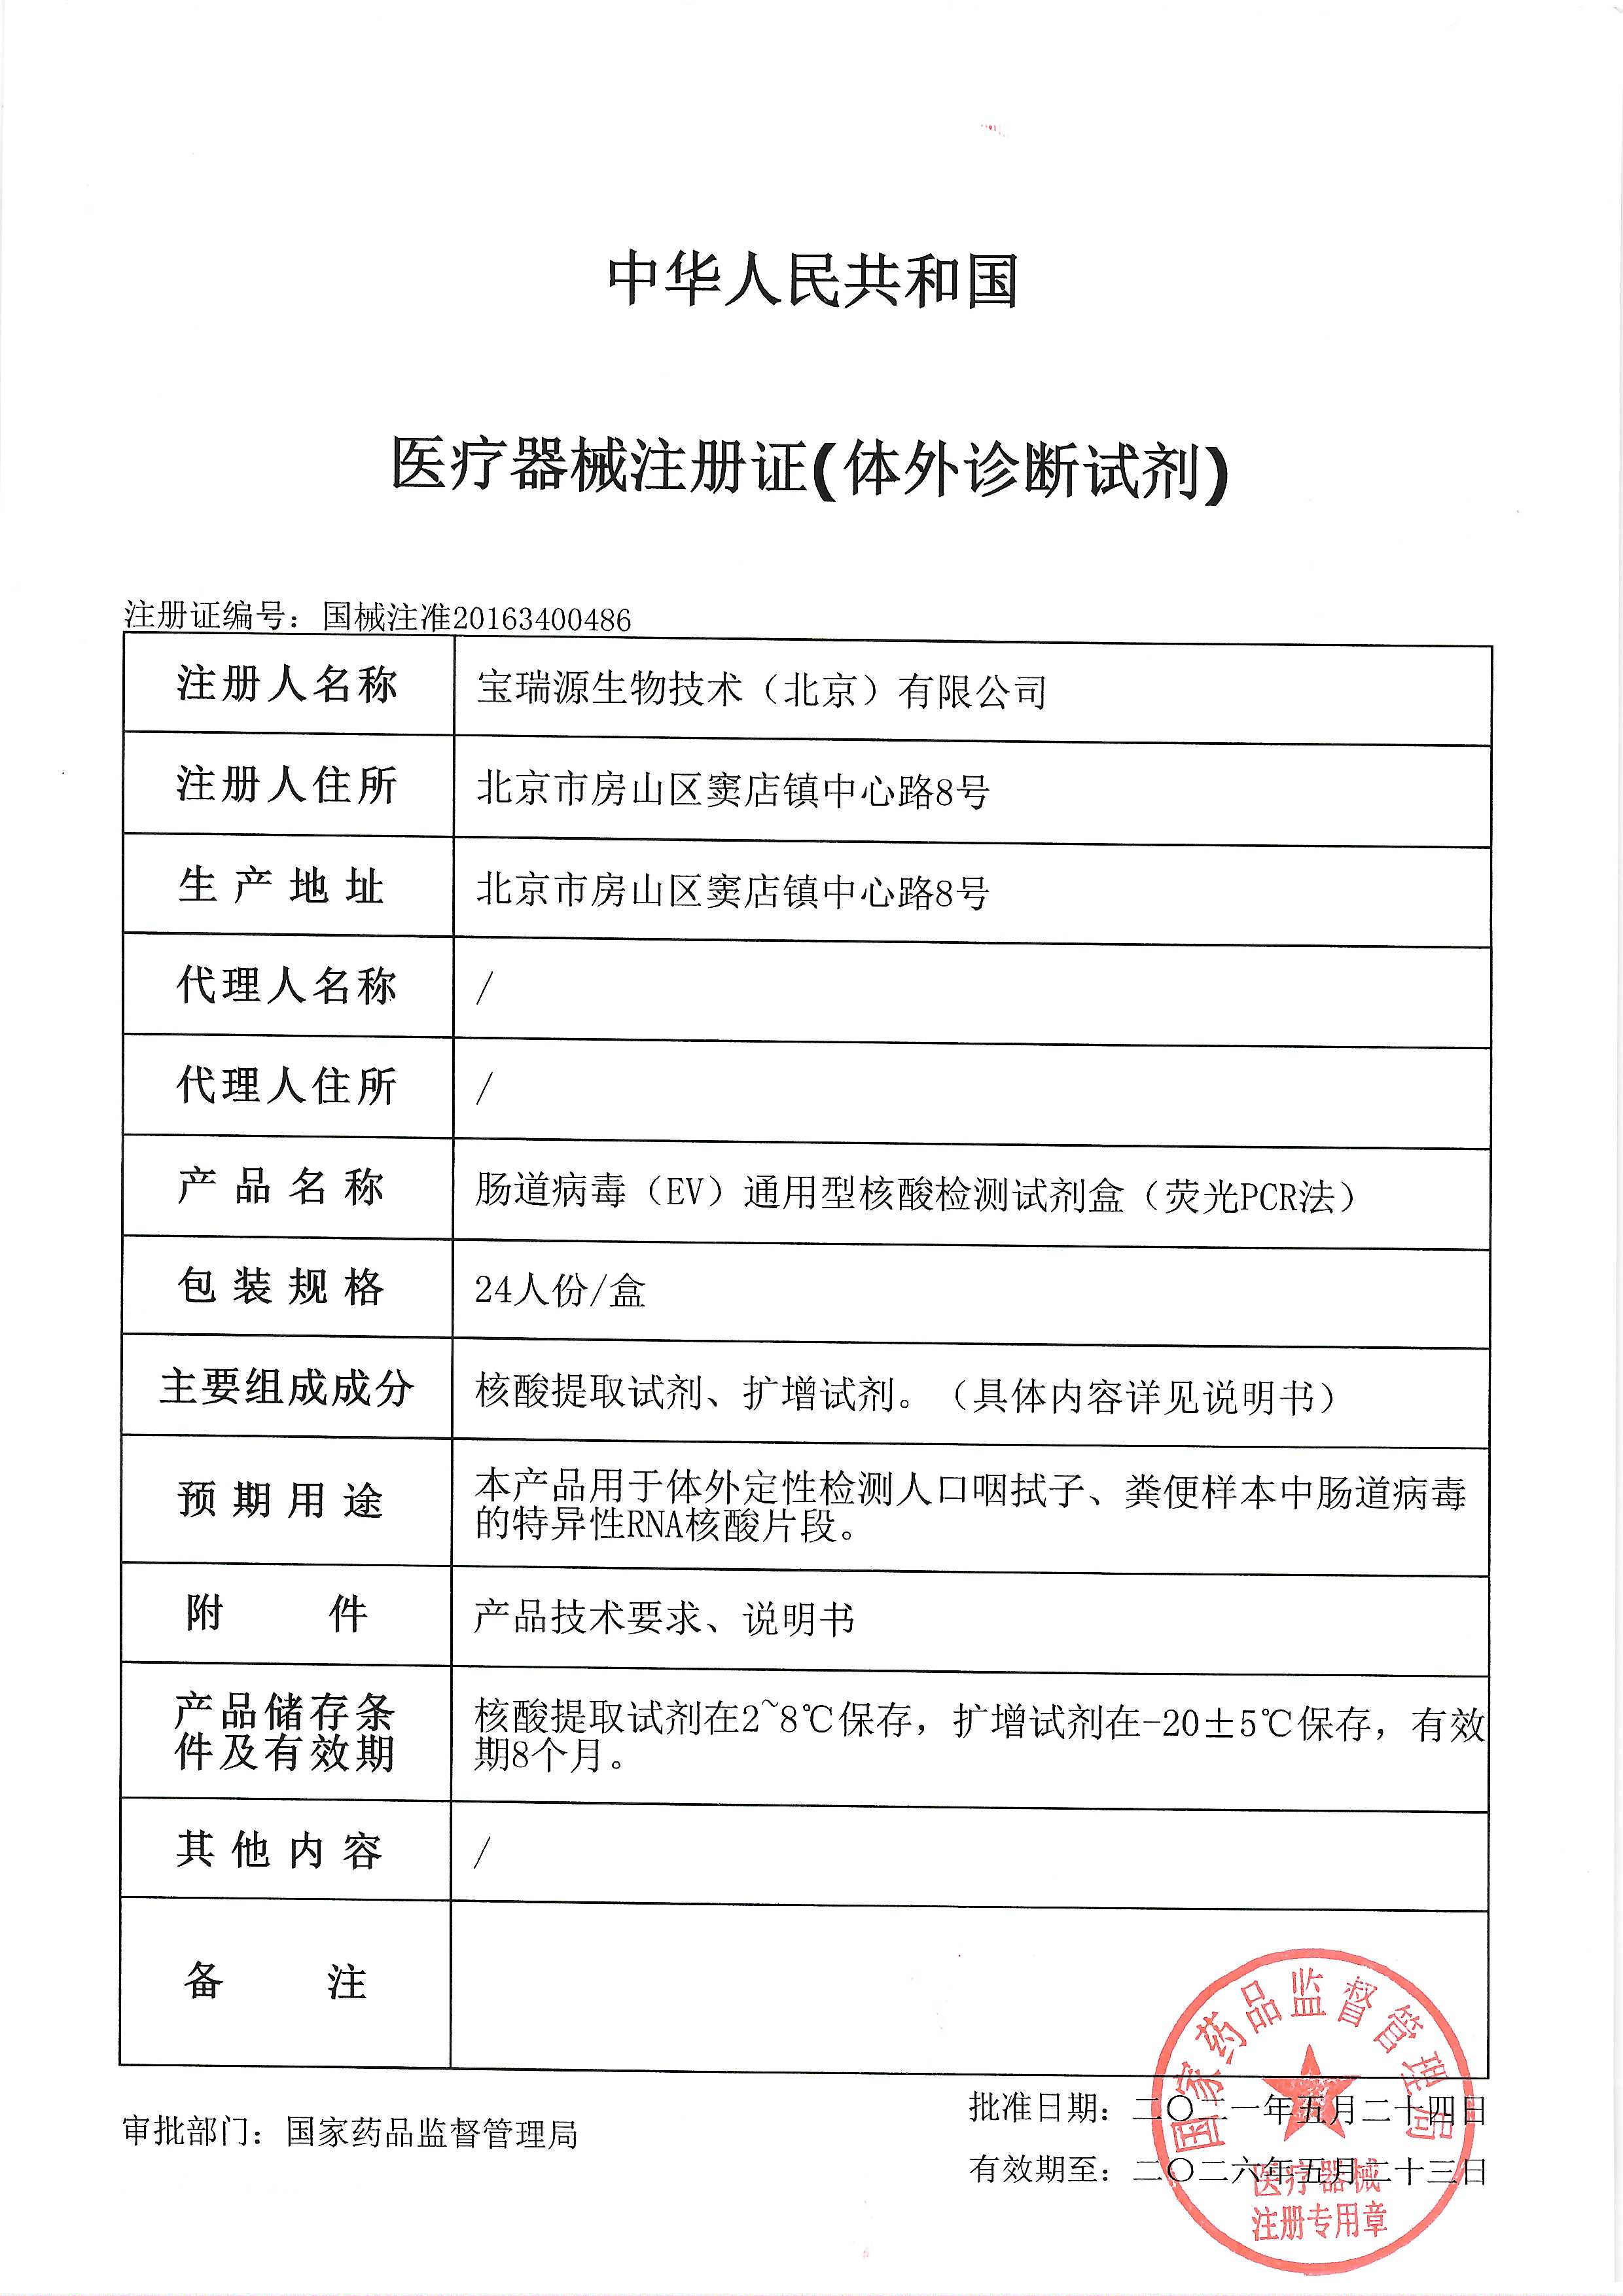 中华人民共和国
医疗器械注册证(体外诊断试剂)
注册证编号：国械注准20163400486
注册人名称 宝瑞源生物技术（北京）有限公司
注册人住所 北京市房山区窦店镇中心路8号
生产地址 北京市房山区窦店镇中心路8号
代理人名称 /
代理人住所 /
产品名称 肠道病毒（EV）通用型核酸检测试剂盒（荧光PCR法）
包装规格 24人份/盒
主要组成成分 核酸提取试剂、扩增试剂。（具体内容详见说明书）
预期用途 本产品用于体外定性检测人口咽拭子、粪便样本中肠道病毒
的特异性RNA核酸片段。
附件 产品技术要求、说明书
产品储存条 核酸提取试剂在2~8℃保存，扩增试剂在-20±5℃保存，有效
件及有效期 期8个月。
其他内容 /
备注
审批部门：国家药品监督管理局
批准日期：二〇二一年五月二十四日
有效期至：二〇二六年五月二十三日
国家药品监督管理局
医疗器械
注册专用章